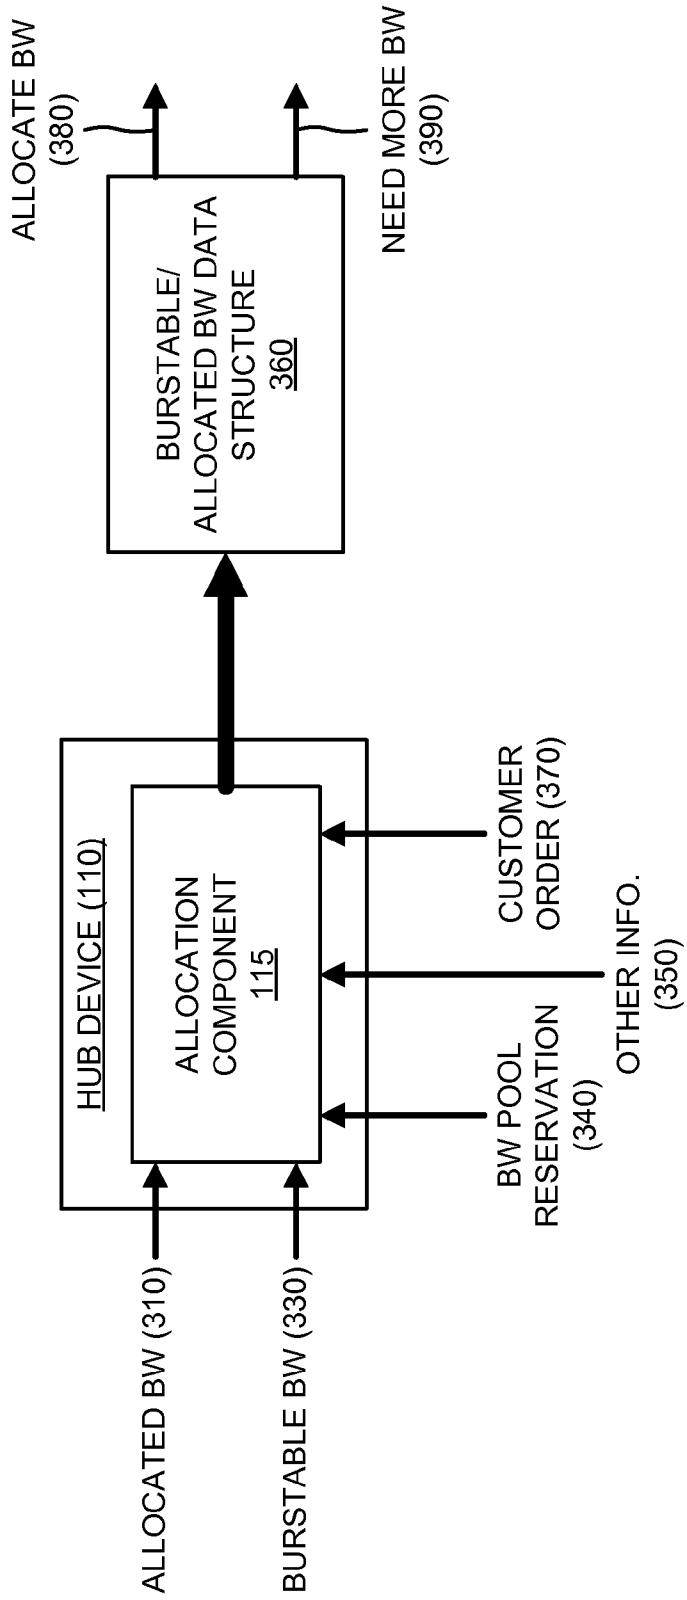 HUB DEVICE (110)
ALLOCATION
COMPONENT
115
ALLOCATED BW (310)
BURSTABLE BW (330)
BW POOL
RESERVATION
(340)
OTHER INFO.
(350)
CUSTOMER
ORDER (370)
BURSTABLE/
ALLOCATED BW DATA
STRUCTURE
360
ALLOCATE BW
(380)
NEED MORE BW
(390)